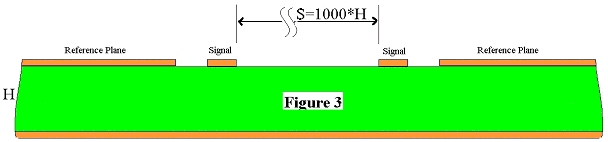 $=1000*H
Reference Plane
Signal
Signal
Reference Plane
H
Figure 3